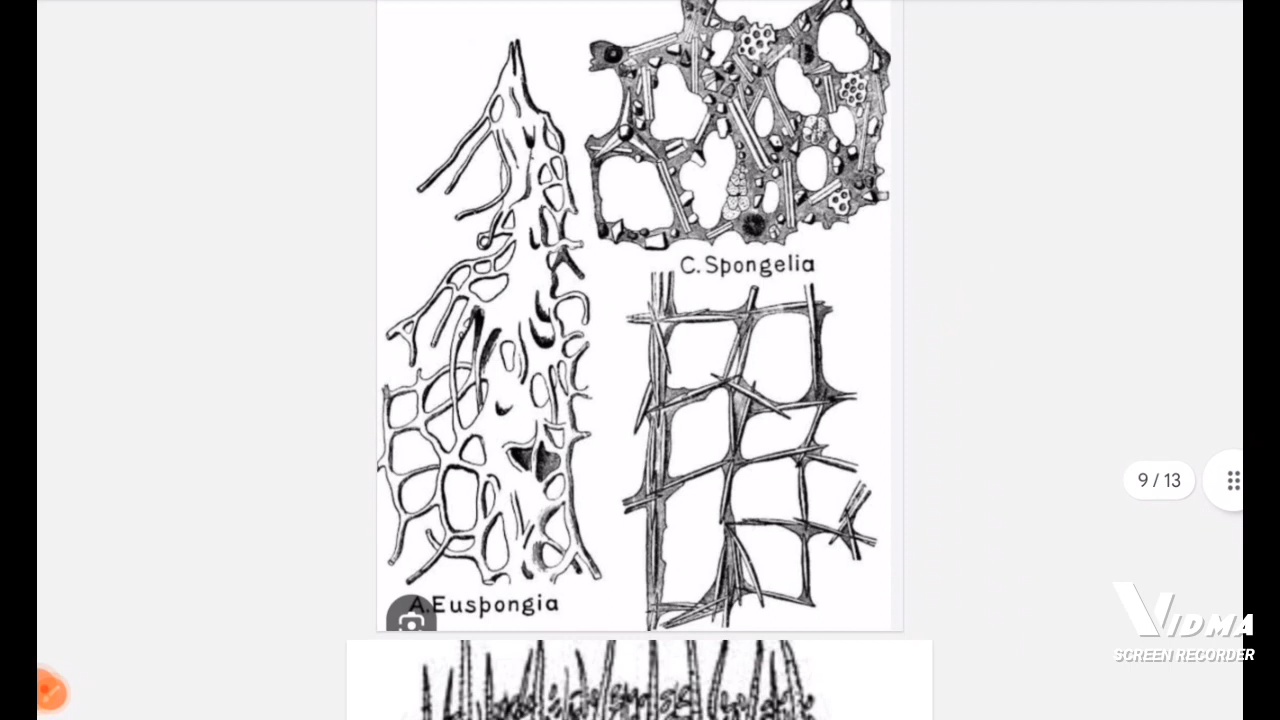 C. Spongelia
9 / 13
A. Euspongia
VIDMA
SCREEN RECORDER